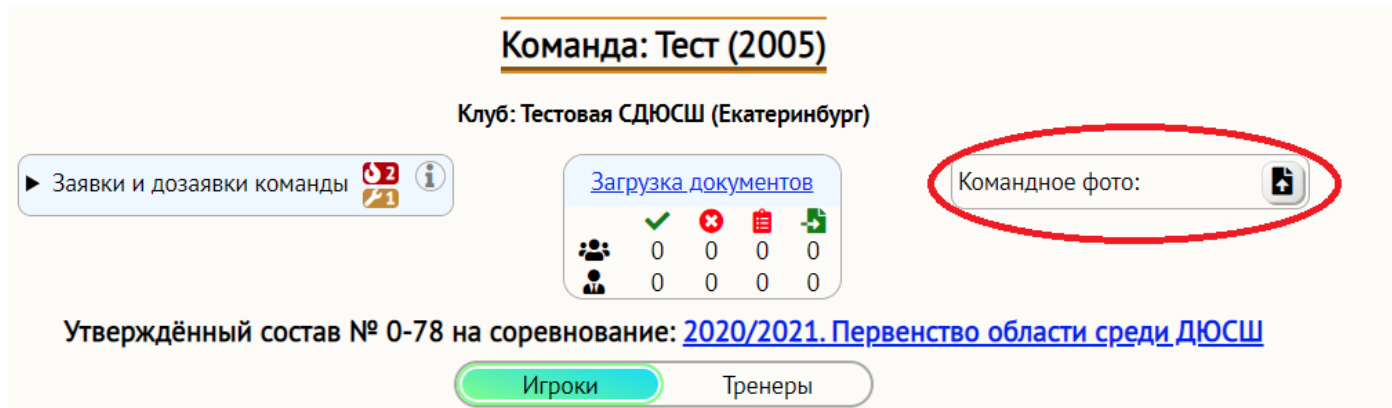 Команда: Тест (2005)
Клуб: Тестовая СДЮСШ (Екатеринбург)
Заявки и дозаявки команды 2 i
1
Загрузка документов
0 0 0 0
0 0 0 0
Командное фото:
Утверждённый состав № 0-78 на соревнование: 2020/2021. Первенство области среди ДЮСШ
Игроки Тренеры